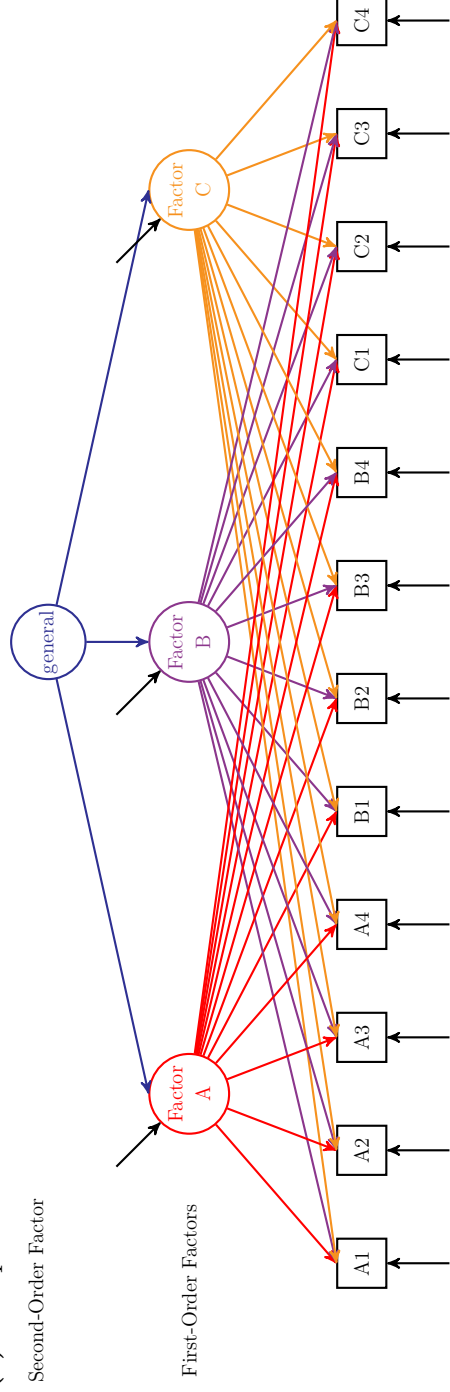 Second-Order Factor
general
First-Order Factors
Factor
A
Factor
B
Factor
C
A1
A2
A3
A4
B1
B2
B3
B4
C1
C2
C3
C4